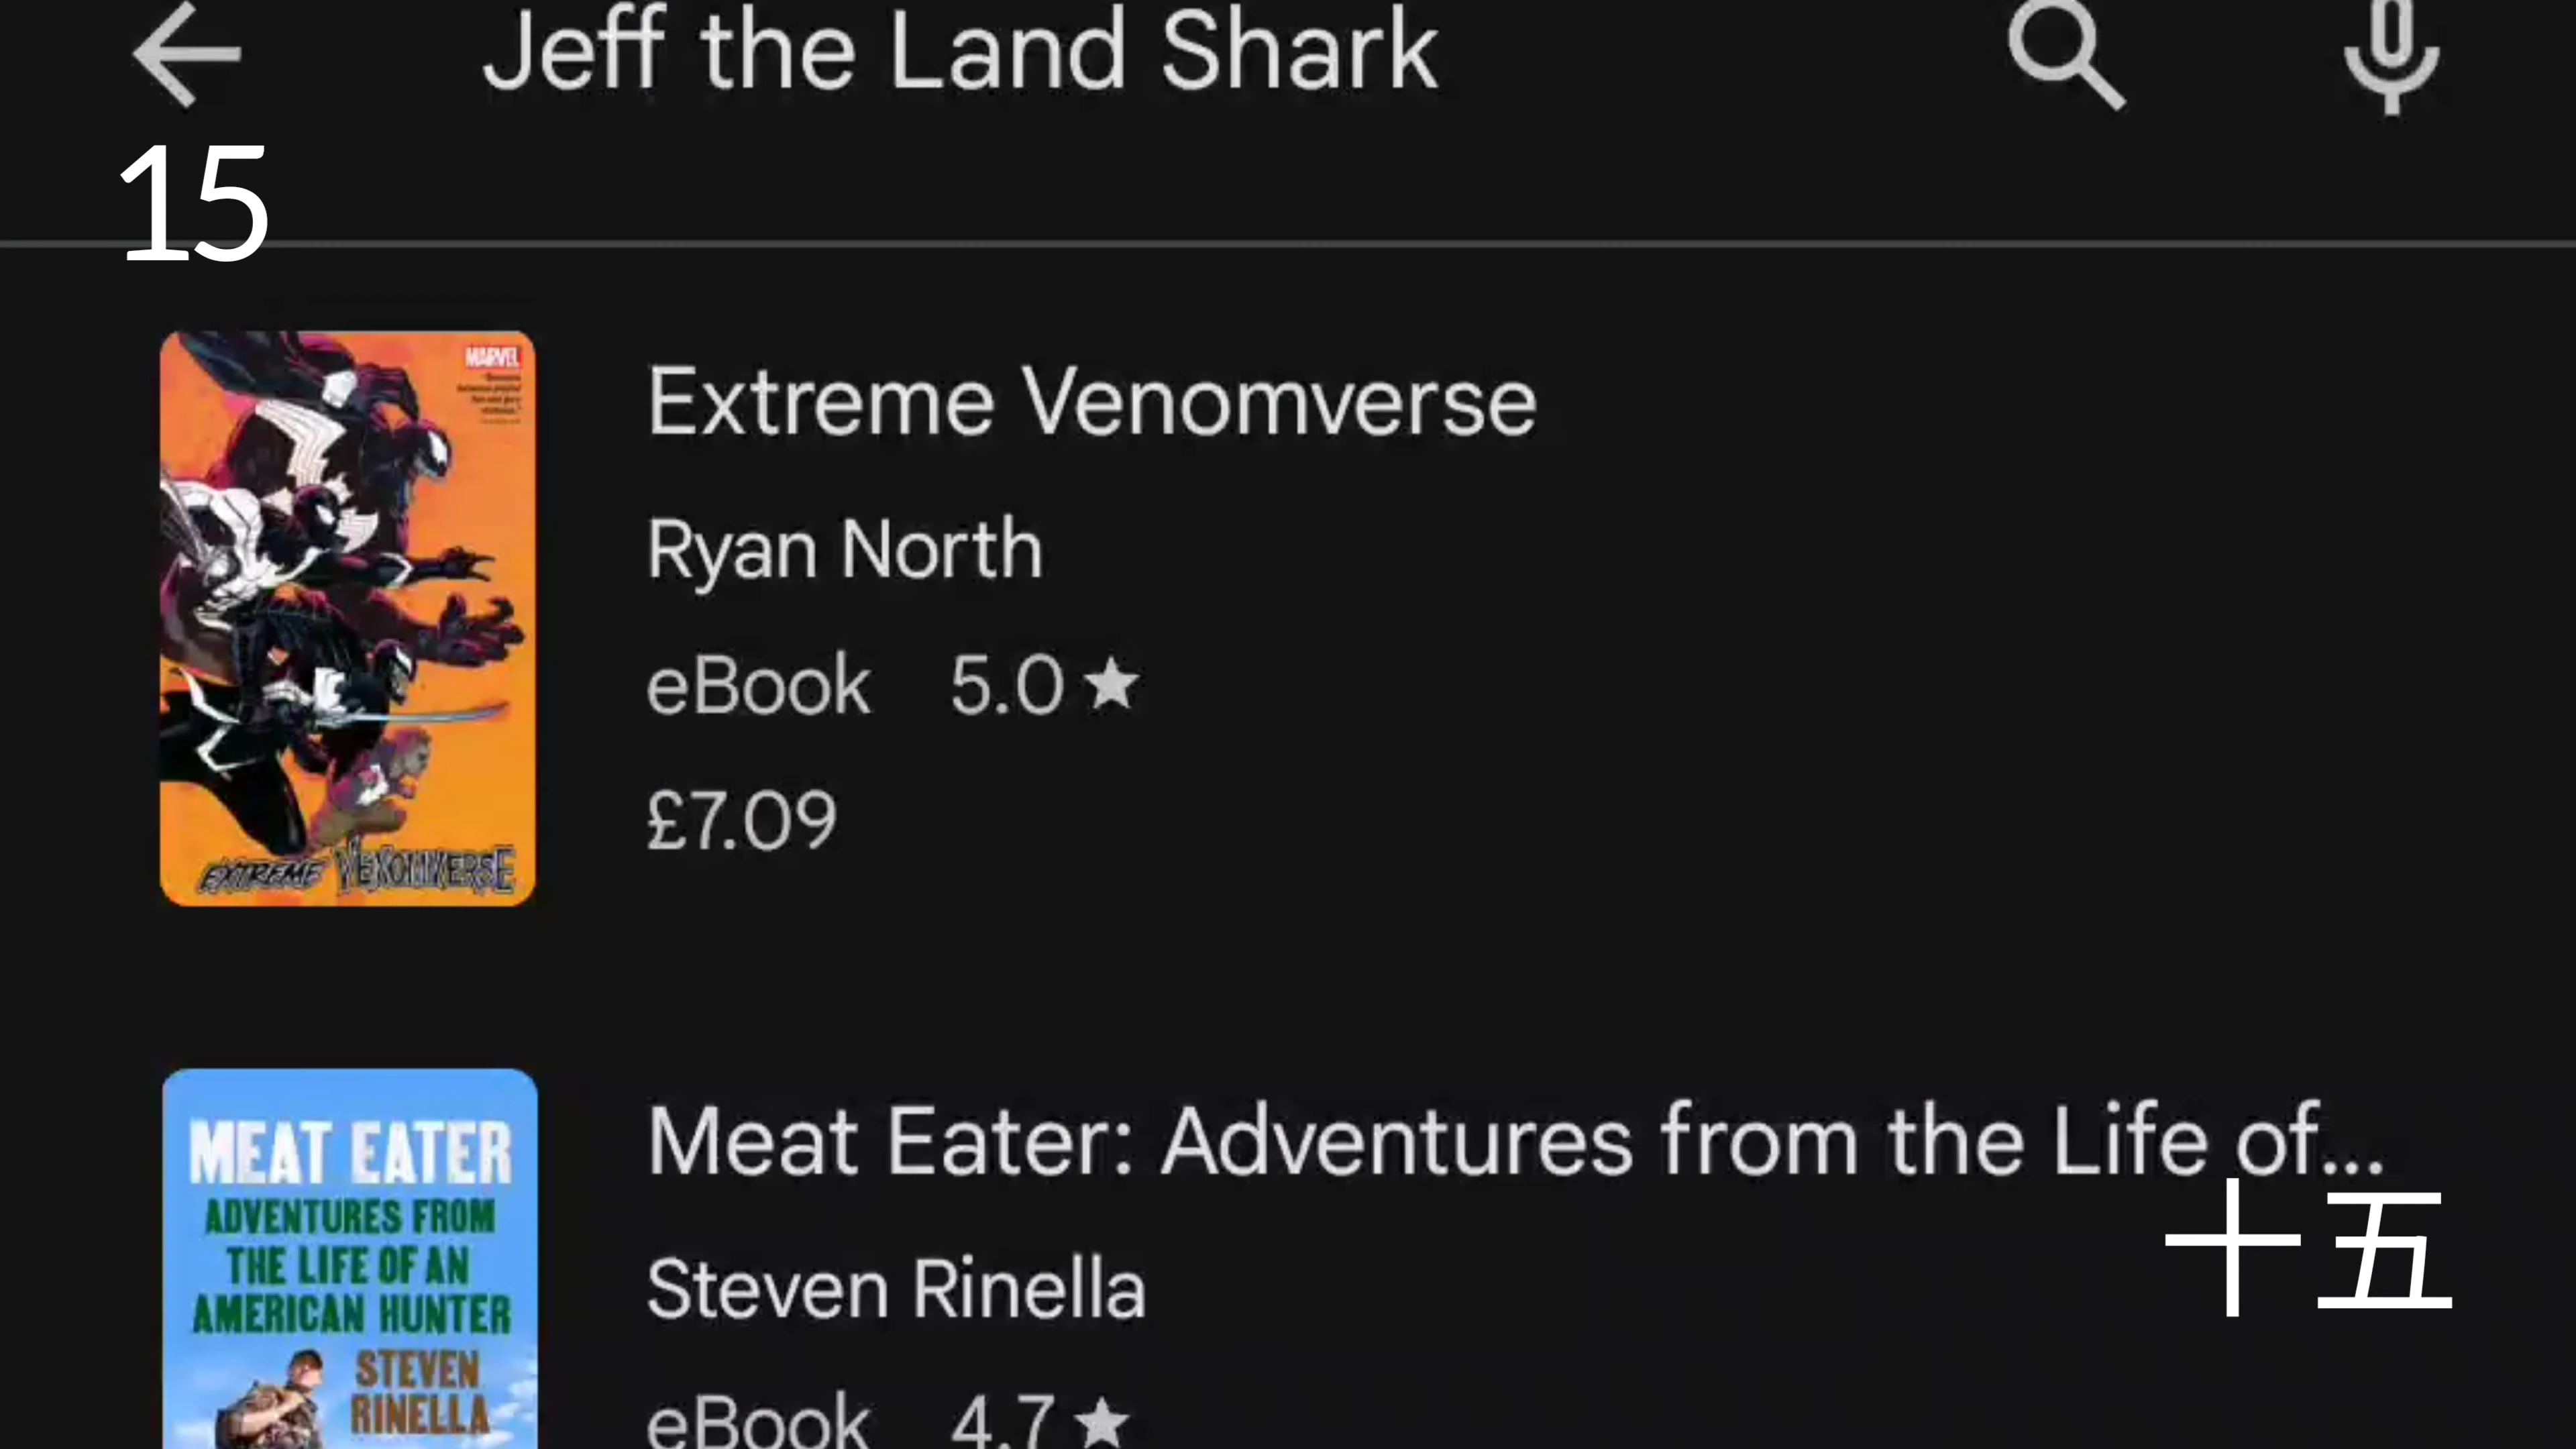 Jeff the Land Shark
15
MARVEL
Extreme Venomverse
Ryan North
eBook 5.0 ★
£7.09
EXTREME VENOMVERSE
Meat Eater: Adventures from the Life of...
十五
Steven Rinella
eBook 4.7 ★
MEAT EATER
ADVENTURES FROM
THE LIFE OF AN
AMERICAN HUNTER
STEVEN
RINELLA